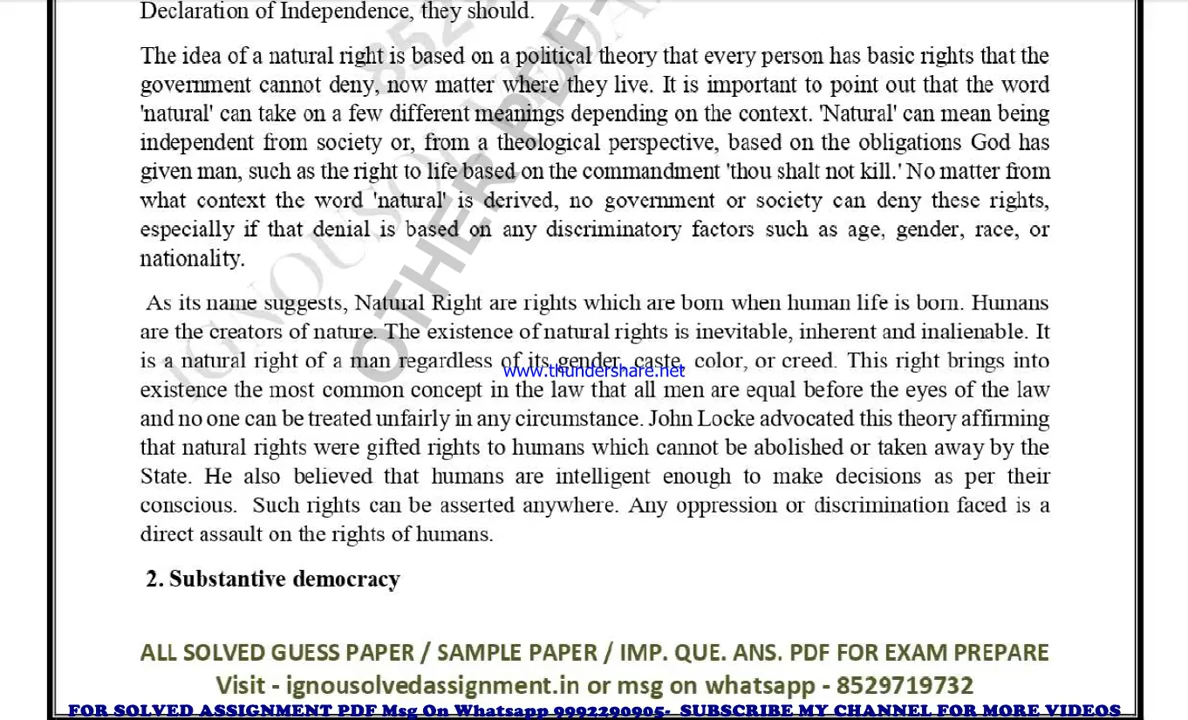 Declaration of Independence, they should.
The idea of a natural right is based on a political theory that every person has basic rights that the
government cannot deny, now matter where they live. It is important to point out that the word
'natural' can take on a few different meanings depending on the context. 'Natural' can mean being
independent from society or, from a theological perspective, based on the obligations God has
given man, such as the right to life based on the commandment 'thou shalt not kill.' No matter from
what context the word 'natural' is derived, no government or society can deny these rights,
especially if that denial is based on any discriminatory factors such as age, gender, race, or
nationality.
As its name suggests, Natural Right are rights which are born when human life is born. Humans
are the creators of nature. The existence of natural rights is inevitable, inherent and inalienable. It
is a natural right of a man regardless of its gender, caste, color, or creed. This right brings into
www.thundershare.net
existence the most common concept in the law that all men are equal before the eyes of the law
and no one can be treated unfairly in any circumstance. John Locke advocated this theory affirming
that natural rights were gifted rights to humans which cannot be abolished or taken away by the
State. He also believed that humans are intelligent enough to make decisions as per their
conscious. Such rights can be asserted anywhere. Any oppression or discrimination faced is a
direct assault on the rights of humans.
2. Substantive democracy
ALL SOLVED GUESS PAPER / SAMPLE PAPER / IMP. QUE. ANS. PDF FOR EXAM PREPARE
Visit - ignousolvedassignment.in or msg on whatsapp - 8529719732
FOR SOLVED ASSIGNMENT PDF Msg On Whatsapp 9992290905- SUBSCRIBE MY CHANNEL FOR MORE VIDEOS
OTHER PDF